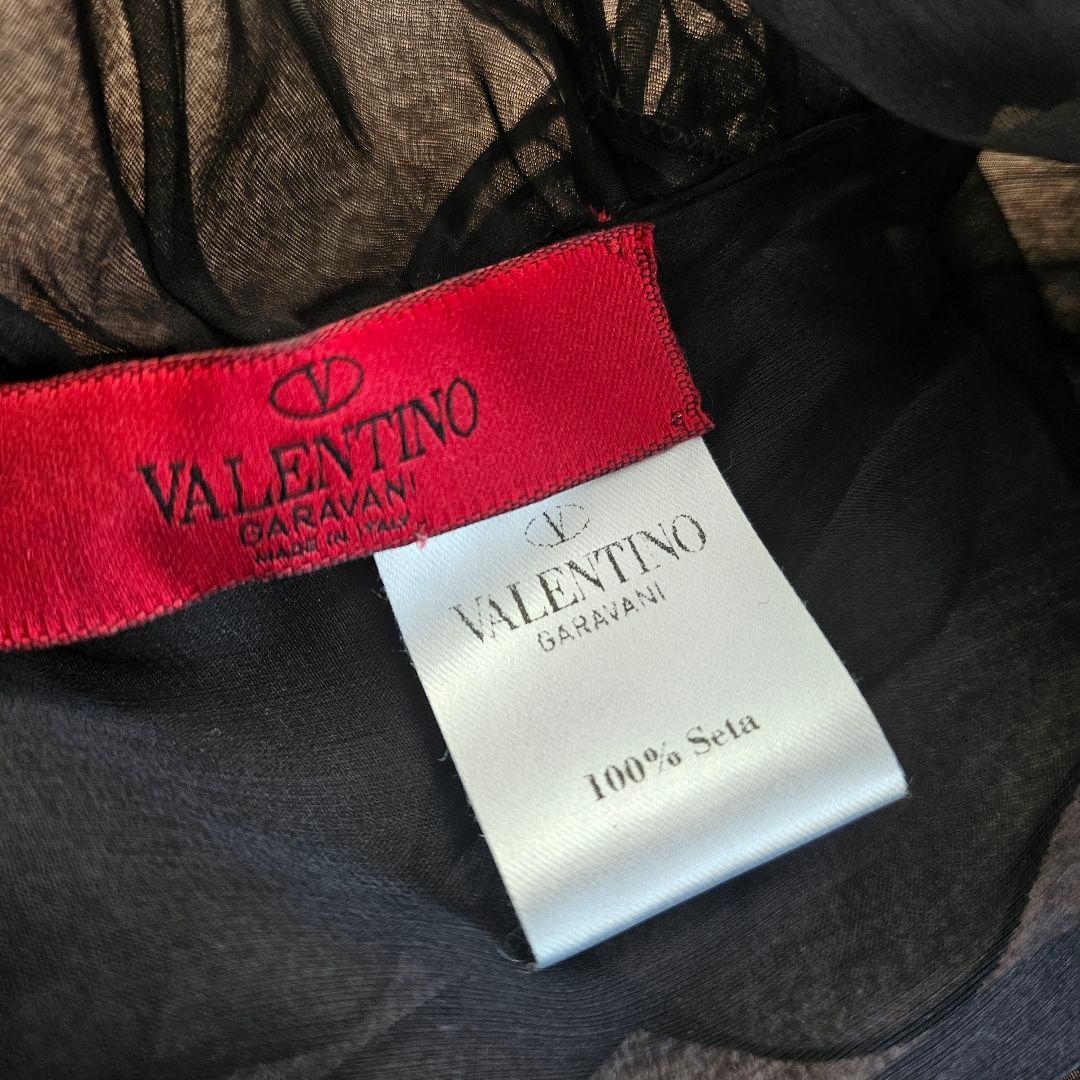 V
VALENTINO
GARAVANI
MADE IN ITALY
V
VALENTINO
GARAVANI
100% Seta